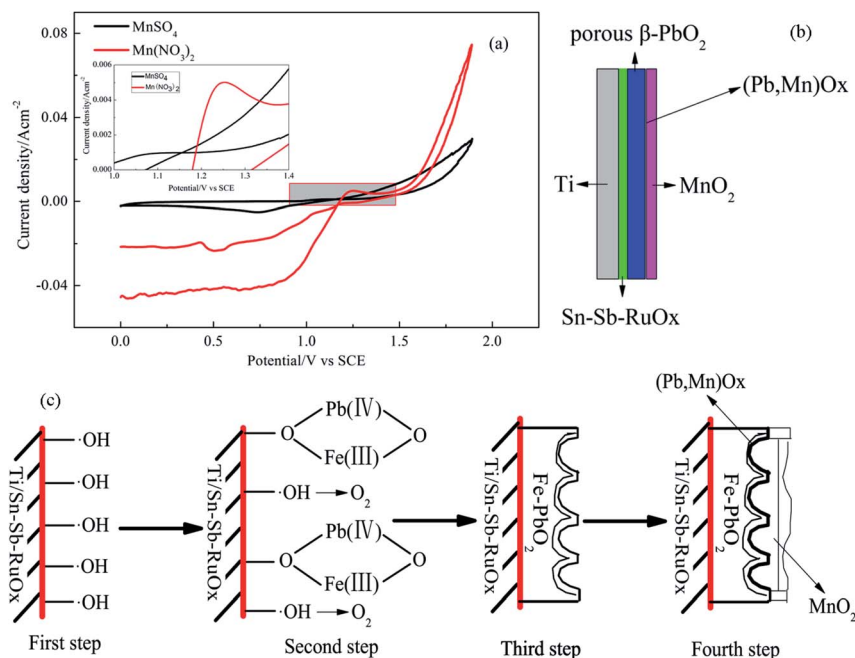 MnSO₄
Mn(NO₃)₂
(a)
Current density/Acm⁻²
0.08
0.04
0.00
-0.04
0.0
0.5
1.0
1.5
2.0
Potential/V vs SCE
MnSO₄
Mn(NO₃)₂
Current density/Acm⁻²
0.006
0.004
0.002
0.000
1.0
1.1
1.2
1.3
1.4
Potential/V vs SCE
porous β-PbO₂
(b)
(Pb,Mn)Ox
Ti
MnO₂
Sn-Sb-RuOx
(c)
Ti/Sn-Sb-RuOx
·OH
·OH
·OH
·OH
·OH
First step
Ti/Sn-Sb-RuOx
Pb(IV)
O
O
Fe(III)
·OH→O₂
Pb(IV)
O
O
Fe(III)
·OH→O₂
Second step
Ti/Sn-Sb-RuOx
Fe-PbO₂
Third step
(Pb,Mn)Ox
Ti/Sn-Sb-RuOx
Fe-PbO₂
MnO₂
Fourth step